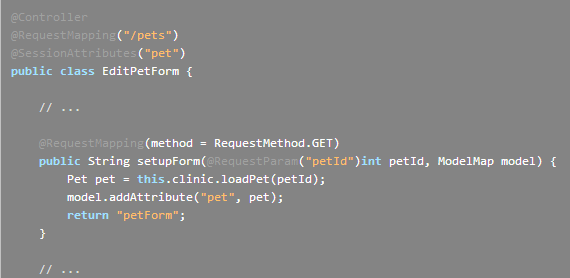 @Controller
@RequestMapping("/pets")
@SessionAttributes("pet")
public class EditPetForm {
// ...
@RequestMapping(method = RequestMethod.GET)
public String setupForm(@RequestParam("petId")int petId, ModelMap model) {
Pet pet = this.clinic.loadPet(petId);
model.addAttribute("pet", pet);
return "petForm";
}
// ...